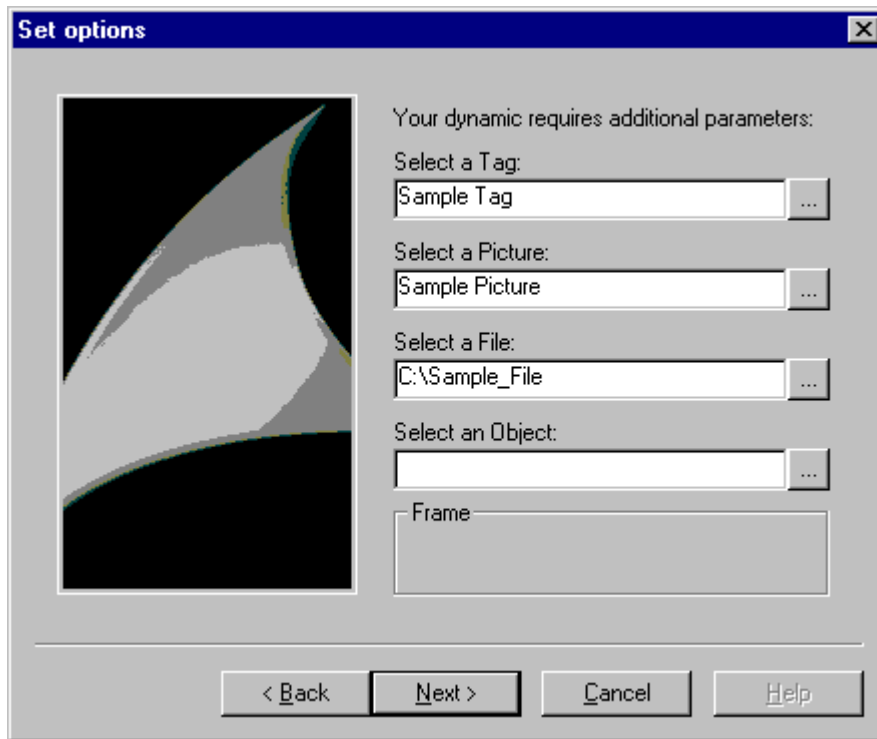 Set options
Your dynamic requires additional parameters:
Select a Tag:
Sample Tag
...
Select a Picture:
Sample Picture
...
Select a File:
C:\Sample_File
...
Select an Object:
...
Frame
< Back
Next >
Cancel
Help